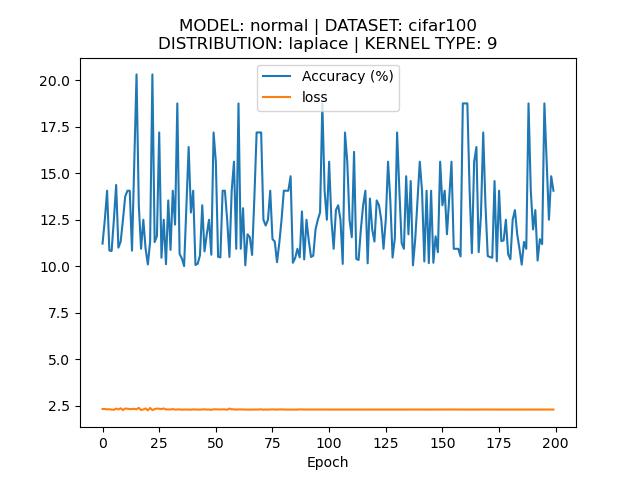 MODEL: normal | DATASET: cifar100
DISTRIBUTION: laplace | KERNEL TYPE: 9
Accuracy (%)
loss
20.0
17.5
15.0
12.5
10.0
7.5
5.0
2.5
0 25 50 75 100 125 150 175 200
Epoch